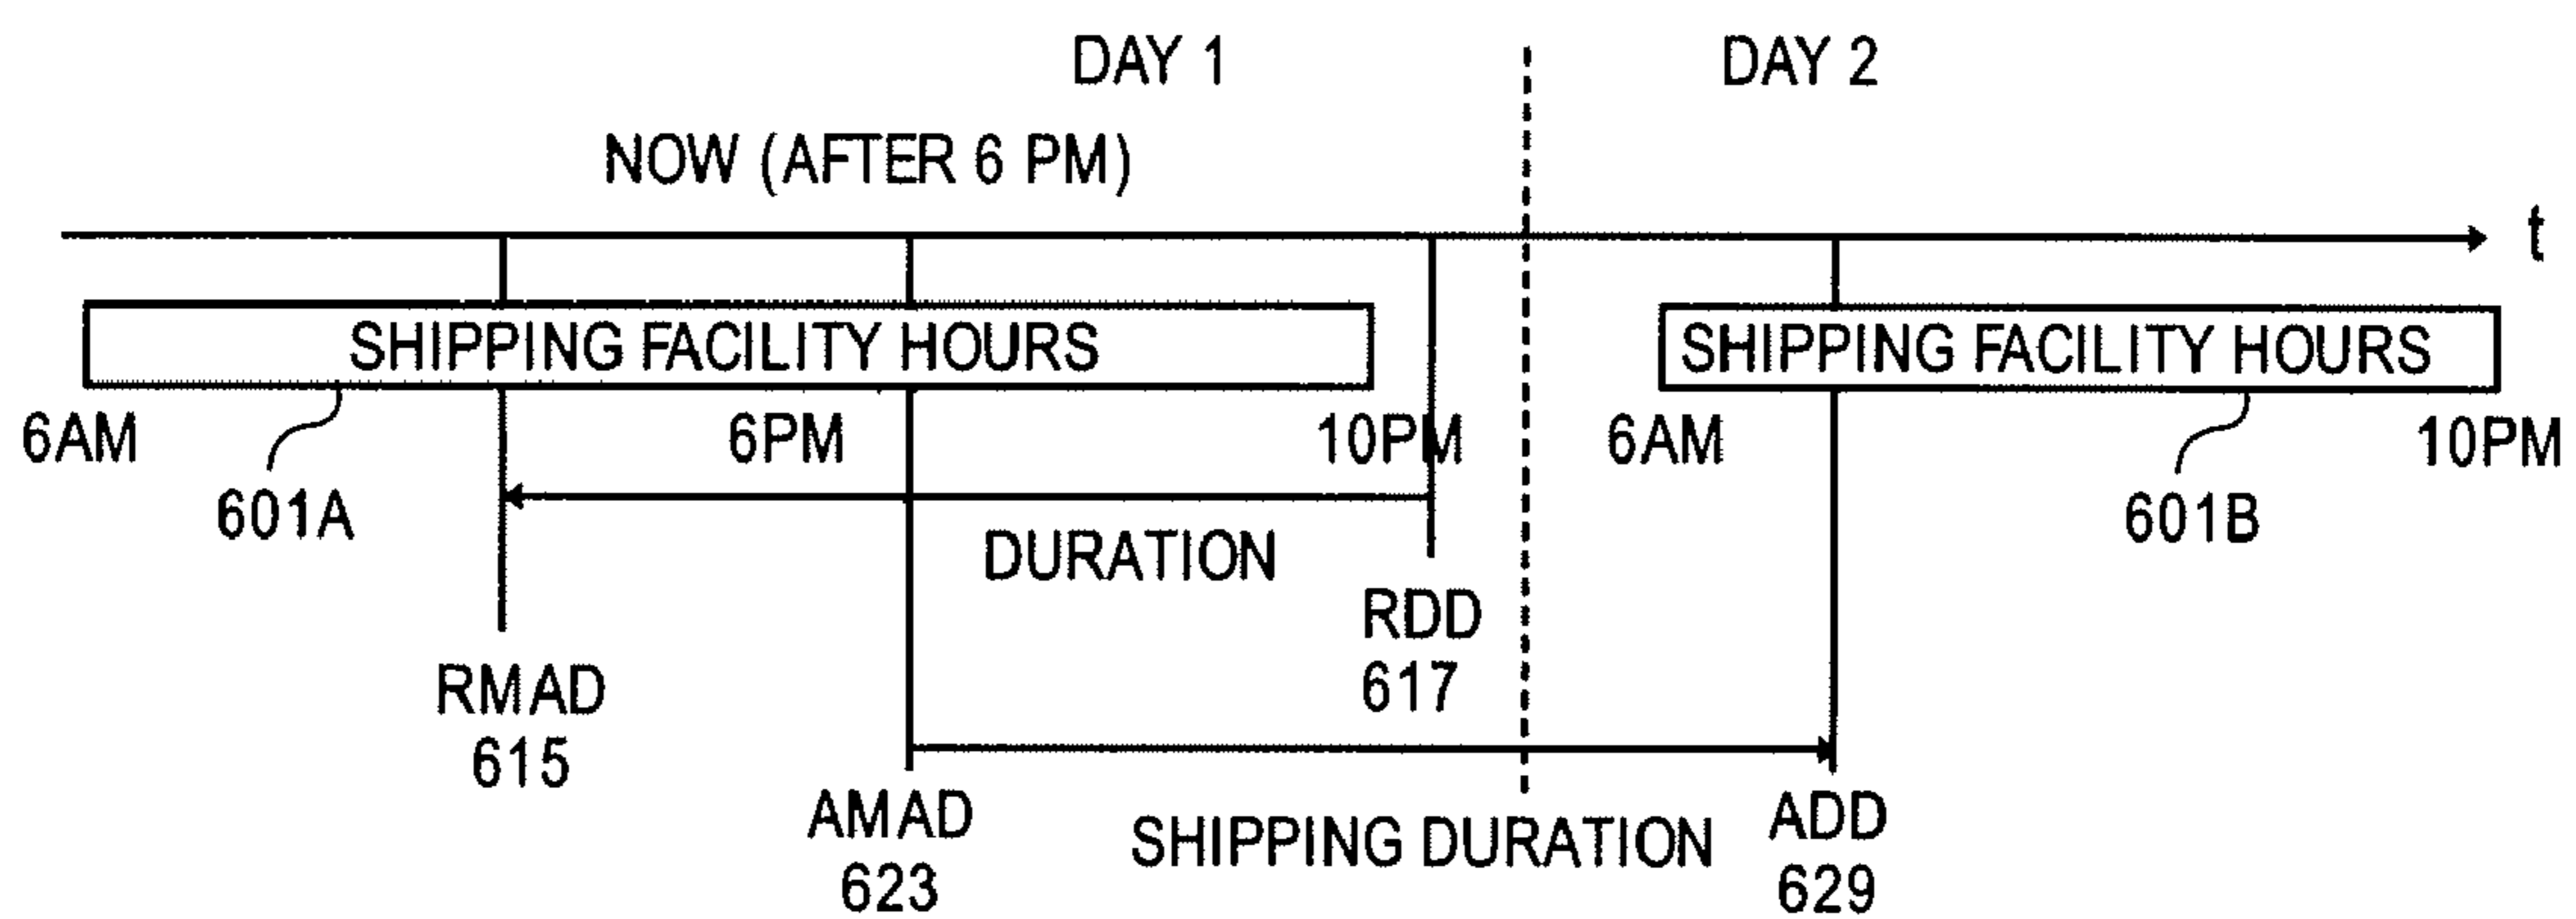 DAY 1
DAY 2
NOW (AFTER 6 PM)
t
SHIPPING FACILITY HOURS
SHIPPING FACILITY HOURS
6AM
6PM
10PM
6AM
10PM
601A
601B
DURATION
RDD
617
RMAD
615
AMAD
623
SHIPPING DURATION
ADD
629